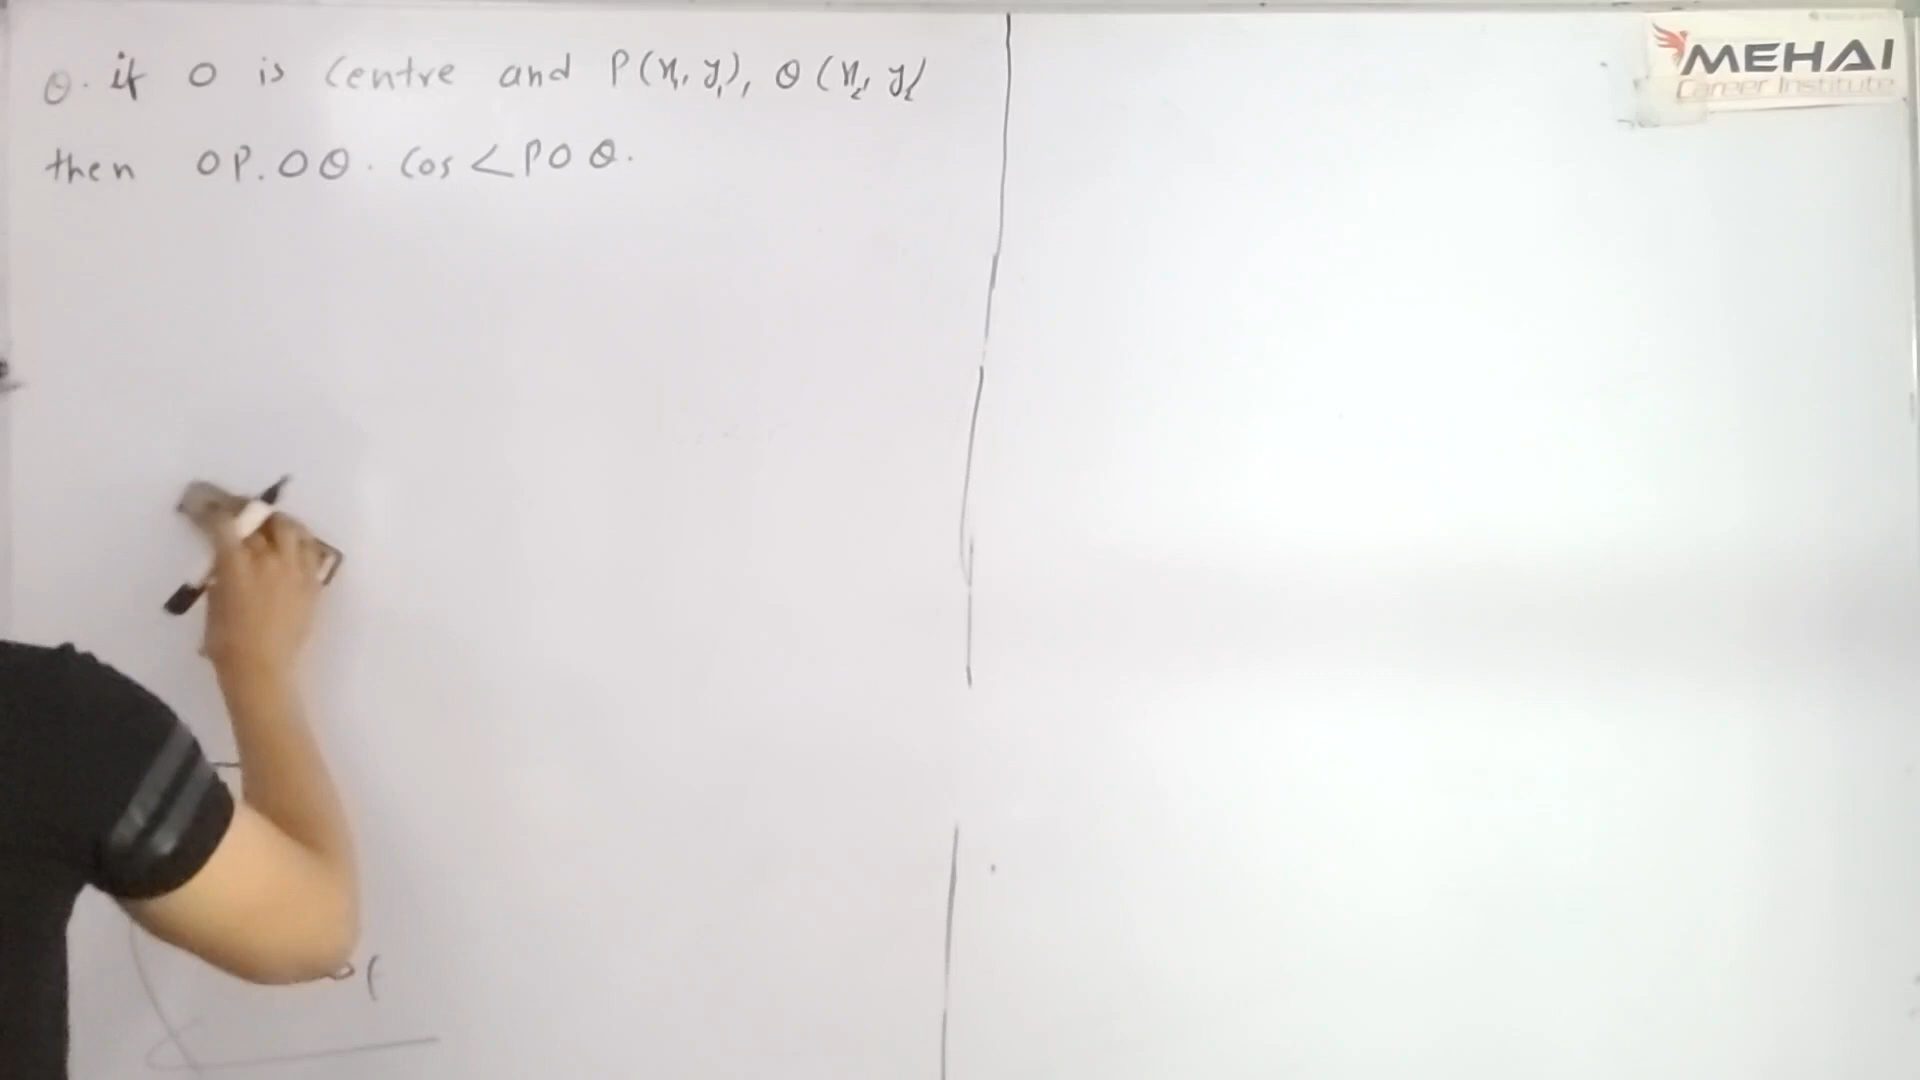 Q. if O is Centre and P(x₁, y₁), Q(x₂, y₂
then OP. OQ. Cos <POQ.
MEHAI
Career Institute
P(